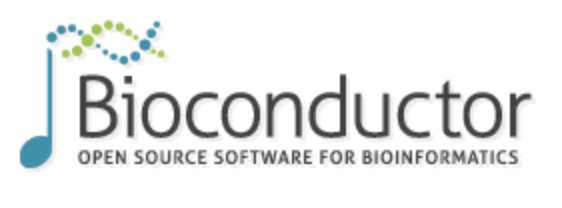 Bioconductor
OPEN SOURCE SOFTWARE FOR BIOINFORMATICS